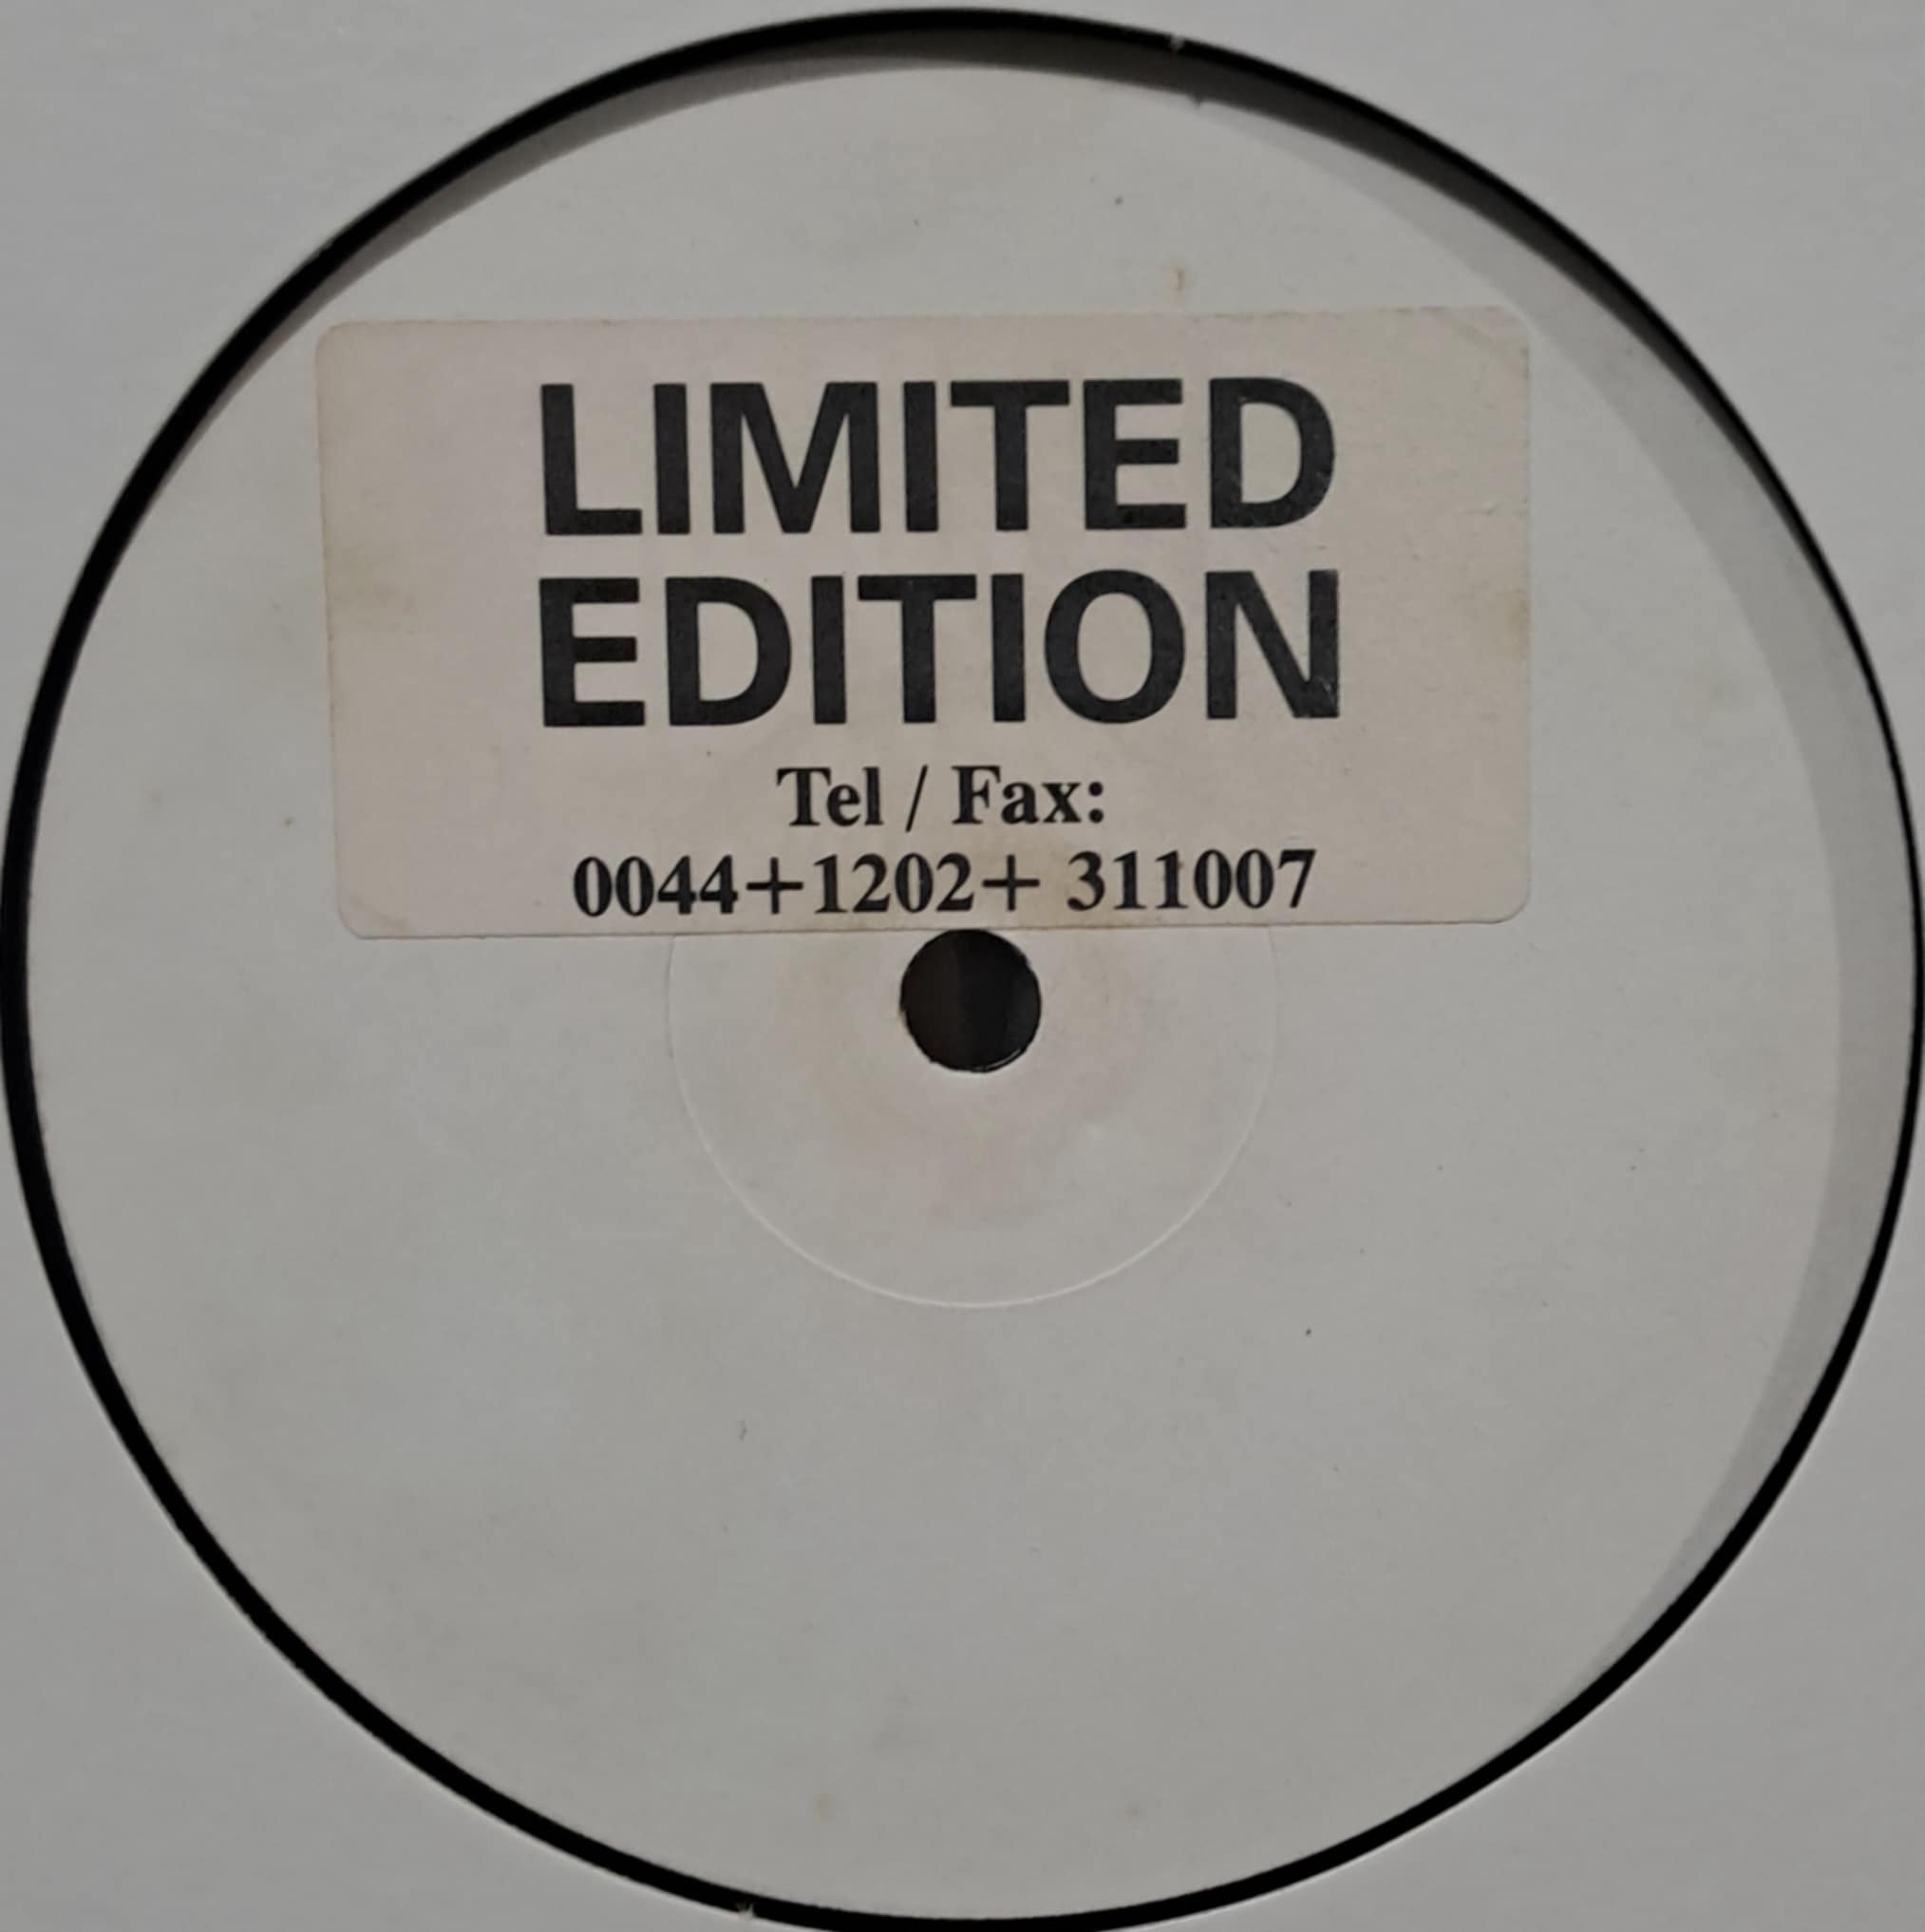 LIMITED
EDITION
Tel / Fax:
0044+1202+ 311007